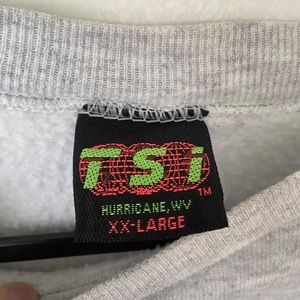 TSI
™
HURRICANE, WV
XX-LARGE